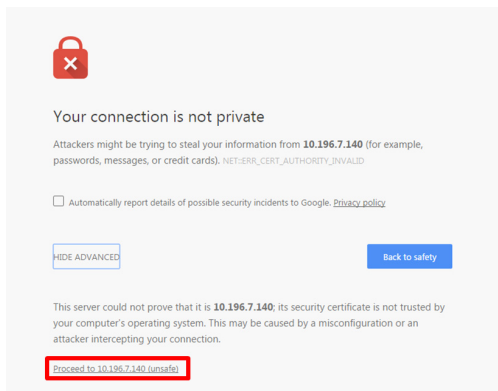 Your connection is not private
Attackers might be trying to steal your information from 10.196.7.140 (for example,
passwords, messages, or credit cards). NET::ERR_CERT_AUTHORITY_INVALID
Automatically report details of possible security incidents to Google. Privacy policy
HIDE ADVANCED
Back to safety
This server could not prove that it is 10.196.7.140; its security certificate is not trusted by
your computer's operating system. This may be caused by a misconfiguration or an
attacker intercepting your connection.
Proceed to 10.196.7.140 (unsafe)